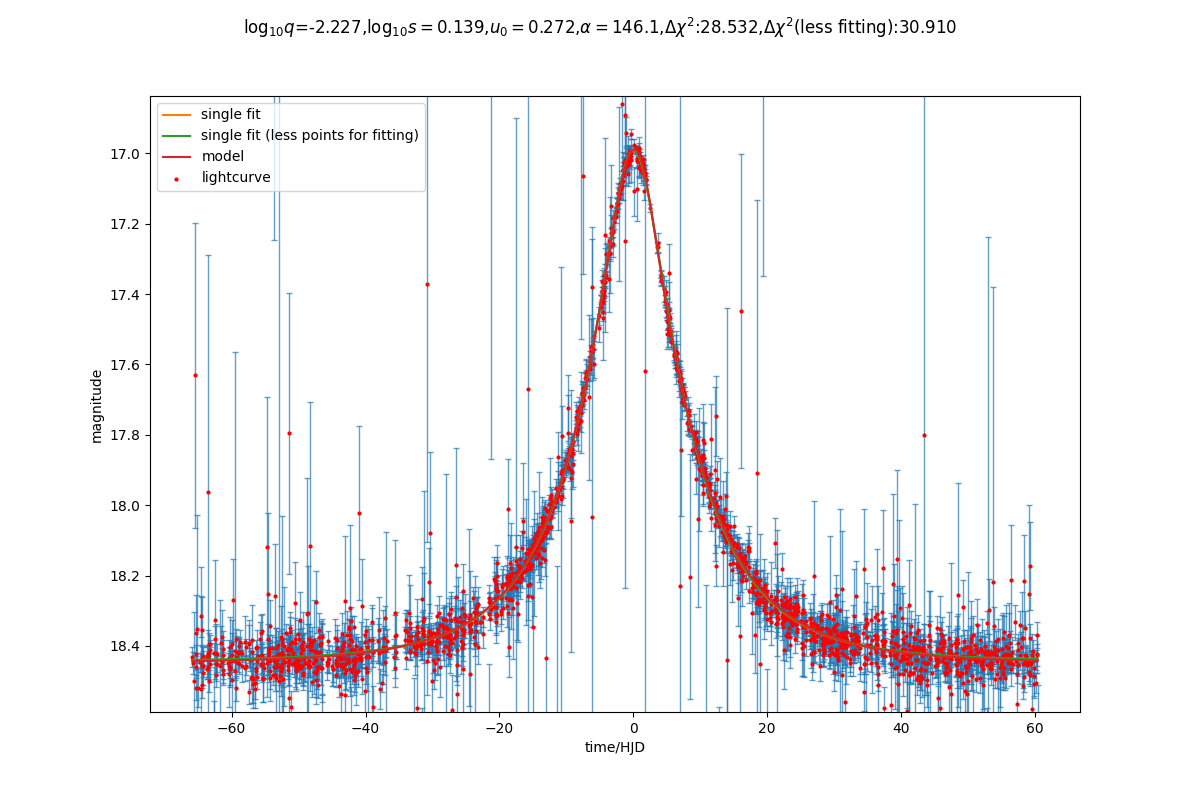 log₁₀q=-2.227,log₁₀s = 0.139,u₀ = 0.272,α = 146.1,Δχ²:28.532,Δχ²(less fitting):30.910
single fit
single fit (less points for fitting)
model
lightcurve
17.0
17.2
17.4
17.6
17.8
18.0
18.2
18.4
magnitude
−60
−40
−20
0
20
40
60
time/HJD